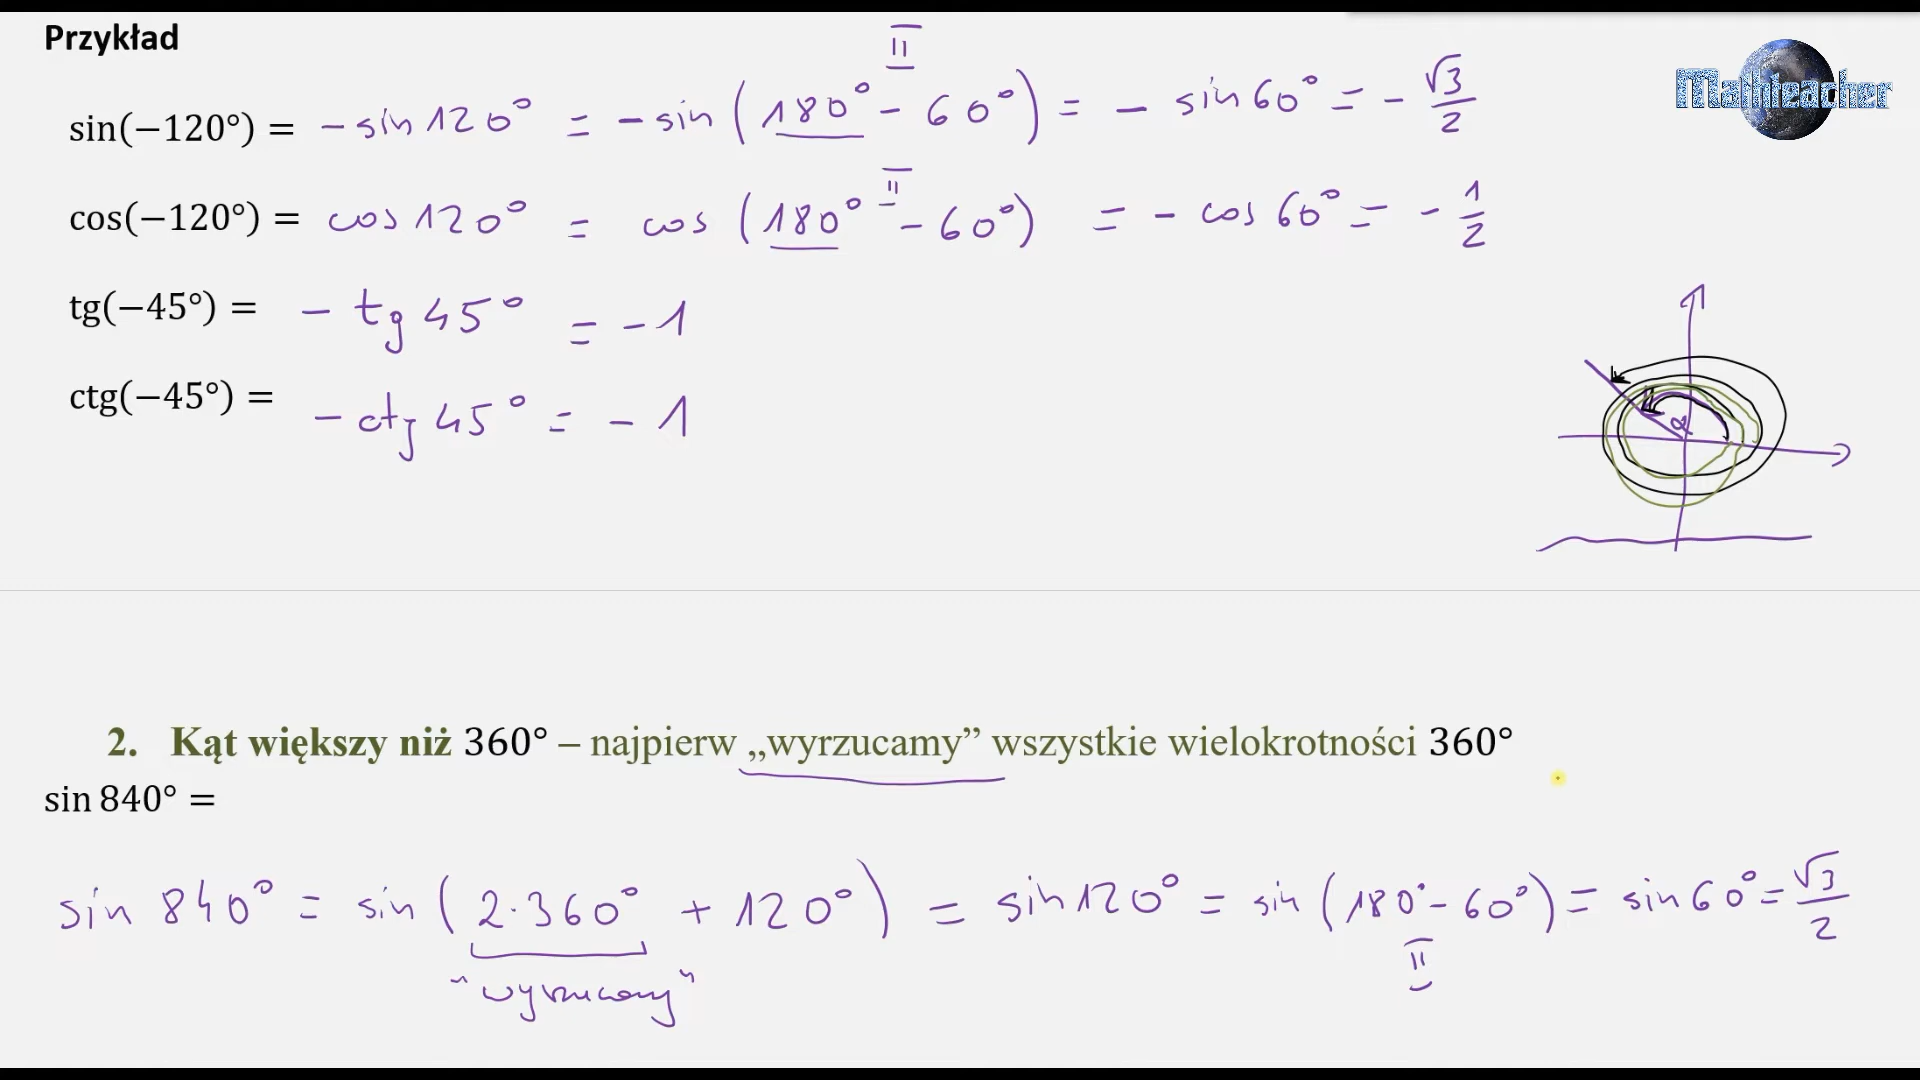 Przykład
Mathteacher
sin(−120°) = − sin 120° = − sin (180° − 60°) = − sin 60° = − √3/2
II
cos(−120°) = cos 120° = cos (180° − 60°) = − cos 60° = − 1/2
II
tg(−45°) = − tg 45° = − 1
ctg(−45°) = − ctg 45° = − 1
α
2. Kąt większy niż 360° – najpierw „wyrzucamy” wszystkie wielokrotności 360°
sin 840° =
sin 840° = sin (2·360° + 120°) = sin 120° = sin (180° − 60°) = sin 60° = √3/2
II
"wyrzucamy"